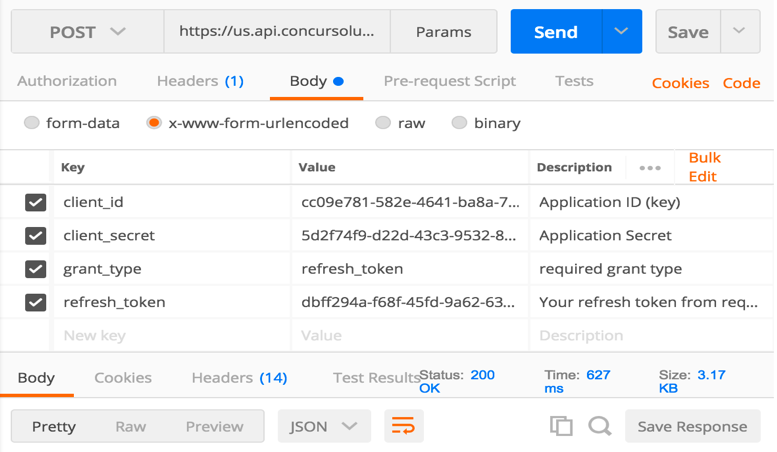 POST https://us.api.concursolu... Params Send Save
Authorization Headers (1) Body Pre-request Script Tests Cookies Code
form-data x-www-form-urlencoded raw binary
Key Value Description Bulk Edit
client_id cc09e781-582e-4641-ba8a-7... Application ID (key)
client_secret 5d2f74f9-d22d-43c3-9532-8... Application Secret
grant_type refresh_token required grant type
refresh_token dbff294a-f68f-45fd-9a62-63... Your refresh token from req...
New key Value Description
Body Cookies Headers (14) Test Results Status: 200 OK Time: 627 ms Size: 3.17 KB
Pretty Raw Preview JSON Save Response